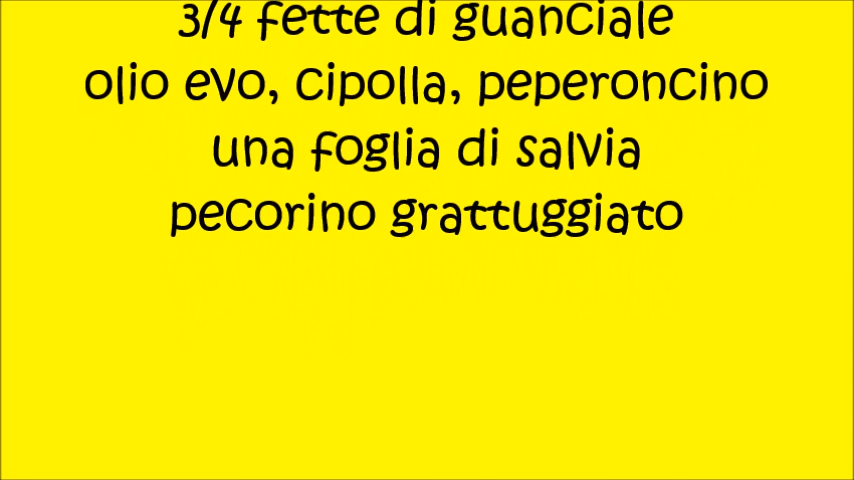 3/4 fette di guanciale
olio evo, cipolla, peperoncino
una foglia di salvia
pecorino grattuggiato